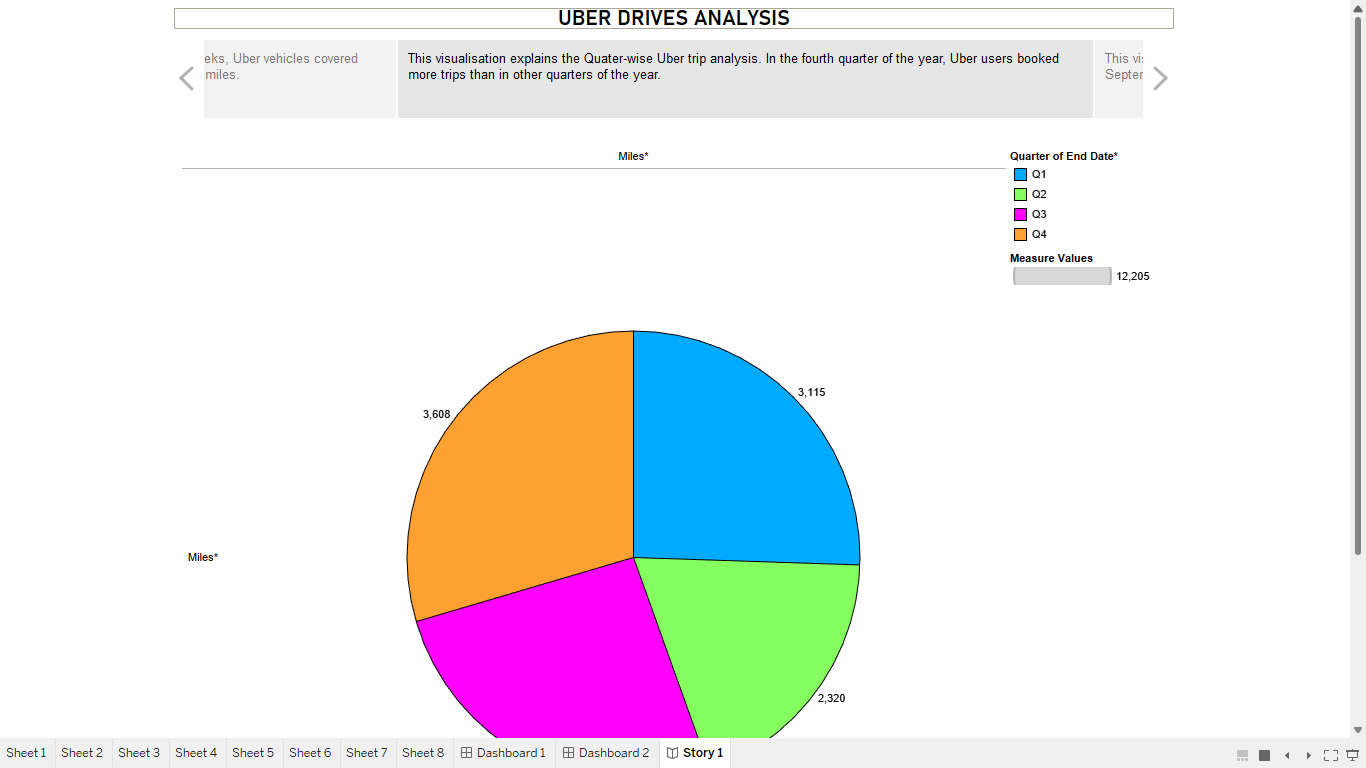 UBER DRIVES ANALYSIS
eks, Uber vehicles covered
miles.
This visualisation explains the Quater-wise Uber trip analysis. In the fourth quarter of the year, Uber users booked
more trips than in other quarters of the year.
This vis
Septer
Miles*
Quarter of End Date*
Q1
Q2
Q3
Q4
Measure Values
12,205
3,115
3,608
Miles*
2,320
Sheet 1 Sheet 2 Sheet 3 Sheet 4 Sheet 5 Sheet 6 Sheet 7 Sheet 8 Dashboard 1 Dashboard 2 Story 1